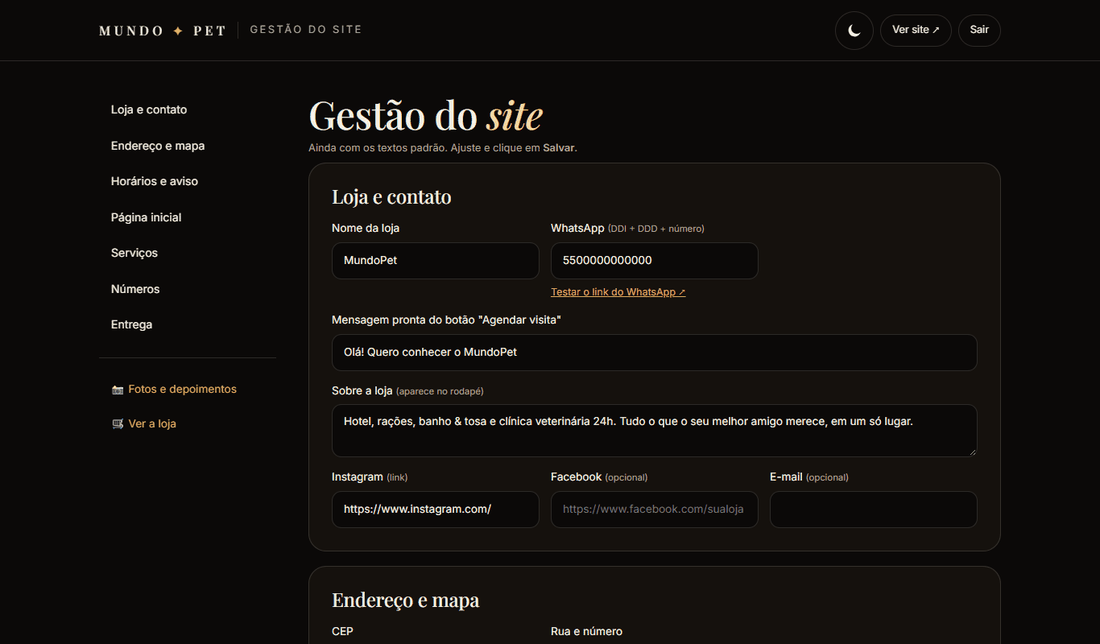 MUNDO ✦ PET
GESTÃO DO SITE
Ver site ↗
Sair
Loja e contato
Endereço e mapa
Horários e aviso
Página inicial
Serviços
Números
Entrega
📷 Fotos e depoimentos
🛒 Ver a loja
Gestão do site
Ainda com os textos padrão. Ajuste e clique em Salvar.
Loja e contato
Nome da loja
MundoPet
WhatsApp (DDI + DDD + número)
5500000000000
Testar o link do WhatsApp ↗
Mensagem pronta do botão "Agendar visita"
Olá! Quero conhecer o MundoPet
Sobre a loja (aparece no rodapé)
Hotel, rações, banho & tosa e clínica veterinária 24h. Tudo o que o seu melhor amigo merece, em um só lugar.
Instagram (link)
https://www.instagram.com/
Facebook (opcional)
https://www.facebook.com/sualoja
E-mail (opcional)
Endereço e mapa
CEP
Rua e número